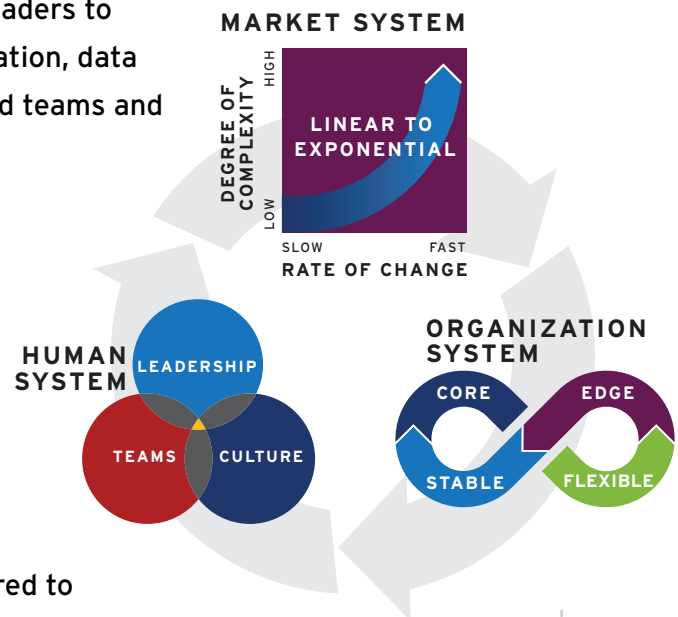 aders to
ation, data
d teams and
MARKET SYSTEM
DEGREE OF
COMPLEXITY
HIGH
LOW
LINEAR TO
EXPONENTIAL
SLOW FAST
RATE OF CHANGE
HUMAN
SYSTEM
LEADERSHIP
TEAMS
CULTURE
ORGANIZATION
SYSTEM
CORE
EDGE
STABLE
FLEXIBLE
red to